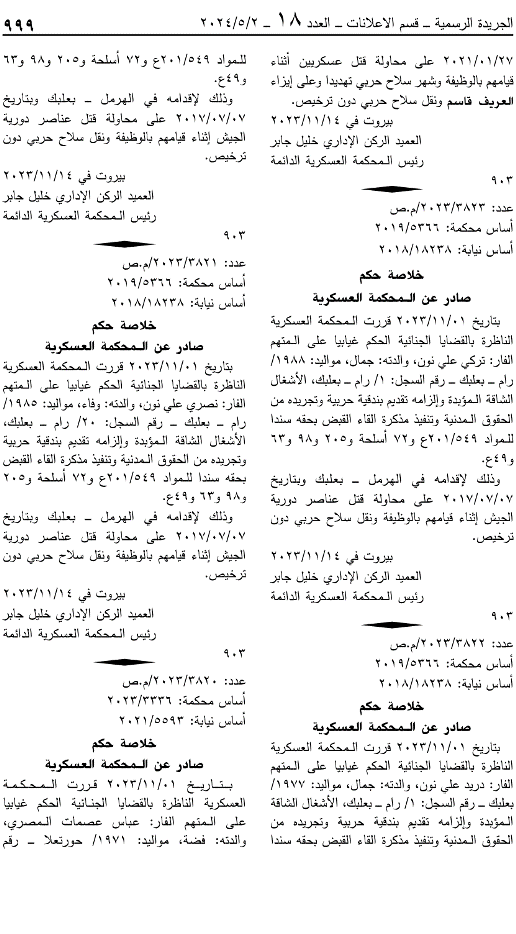 الجريدة الرسمية ــ قسم الاعلانات ــ العدد ١٨ ــ ٢٠٢٤/٥/٢
٩٩٩
٢٠٢١/٠١/٢٧ على محاولة قتل عسكريين أثناء
قيامهم بالوظيفة وشهر سلاح حربي تهديدا وعلى إيزاء
العريف قاسم ونقل سلاح حربي دون ترخيص.
بيروت في ٢٠٢٣/١١/١٤
العميد الركن الإداري خليل جابر
رئيس المحكمة العسكرية الدائمة
٩٠٣
عدد: ٢٠٢٣/٣٨٢٣/م.ص
أساس محكمة: ٢٠١٩/٥٣٦٦
أساس نيابة: ٢٠١٨/١٨٢٣٨
خلاصة حكم
صادر عن المحكمة العسكرية
بتاريخ ٢٠٢٣/١١/٠١ قررت المحكمة العسكرية
الناظرة بالقضايا الجنائية الحكم غيابيا على المتهم
الفار: تركي علي نون، والدته: جمال، مواليد: ١٩٨٨/
رام ــ بعلبك ــ رقم السجل: ١/ رام ــ بعلبك، الأشغال
الشاقة المؤبدة وإلزامه تقديم بندقية حربية وتجريده من
الحقوق المدنية وتنفيذ مذكرة القاء القبض بحقه سندا
للمواد ٢٠١/٥٤٩ع و٧٢ أسلحة و٢٠٥ و٩٨ و٦٣
و٤٩ع.
وذلك لإقدامه في الهرمل ــ بعلبك وبتاريخ
٢٠١٧/٠٧/٠٧ على محاولة قتل عناصر دورية
الجيش إثناء قيامهم بالوظيفة ونقل سلاح حربي دون
ترخيص.
بيروت في ٢٠٢٣/١١/١٤
العميد الركن الإداري خليل جابر
رئيس المحكمة العسكرية الدائمة
٩٠٣
عدد: ٢٠٢٣/٣٨٢٢/م.ص
أساس محكمة: ٢٠١٩/٥٣٦٦
أساس نيابة: ٢٠١٨/١٨٢٣٨
خلاصة حكم
صادر عن المحكمة العسكرية
بتاريخ ٢٠٢٣/١١/٠١ قررت المحكمة العسكرية
الناظرة بالقضايا الجنائية الحكم غيابيا على المتهم
الفار: دريد علي نون، والدته: جمال، مواليد: ١٩٧٧/
بعلبك ــ رقم السجل: ١/ رام ــ بعلبك، الأشغال الشاقة
المؤبدة وإلزامه تقديم بندقية حربية وتجريده من
الحقوق المدنية وتنفيذ مذكرة القاء القبض بحقه سندا
للمواد ٢٠١/٥٤٩ع و٧٢ أسلحة و٢٠٥ و٩٨ و٦٣
و٤٩ع.
وذلك لإقدامه في الهرمل ــ بعلبك وبتاريخ
٢٠١٧/٠٧/٠٧ على محاولة قتل عناصر دورية
الجيش إثناء قيامهم بالوظيفة ونقل سلاح حربي دون
ترخيص.
بيروت في ٢٠٢٣/١١/١٤
العميد الركن الإداري خليل جابر
رئيس المحكمة العسكرية الدائمة
٩٠٣
عدد: ٢٠٢٣/٣٨٢١/م.ص
أساس محكمة: ٢٠١٩/٥٣٦٦
أساس نيابة: ٢٠١٨/١٨٢٣٨
خلاصة حكم
صادر عن المحكمة العسكرية
بتاريخ ٢٠٢٣/١١/٠١ قررت المحكمة العسكرية
الناظرة بالقضايا الجنائية الحكم غيابيا على المتهم
الفار: نصري علي نون، والدته: وفاء، مواليد: ١٩٨٥/
رام ــ بعلبك ــ رقم السجل: ٢٠/ رام ــ بعلبك،
الأشغال الشاقة المؤبدة وإلزامه تقديم بندقية حربية
وتجريده من الحقوق المدنية وتنفيذ مذكرة القاء القبض
بحقه سندا للمواد ٢٠١/٥٤٩ع و٧٢ أسلحة و٢٠٥
و٩٨ و٦٣ و٤٩ع.
وذلك لإقدامه في الهرمل ــ بعلبك وبتاريخ
٢٠١٧/٠٧/٠٧ على محاولة قتل عناصر دورية
الجيش إثناء قيامهم بالوظيفة ونقل سلاح حربي دون
ترخيص.
بيروت في ٢٠٢٣/١١/١٤
العميد الركن الإداري خليل جابر
رئيس المحكمة العسكرية الدائمة
٩٠٣
عدد: ٢٠٢٣/٣٨٢٠/م.ص
أساس محكمة: ٢٠٢٣/٣٣٣٦
أساس نيابة: ٢٠٢١/٥٥٩٣
خلاصة حكم
صادر عن المحكمة العسكرية
بتاريخ ٢٠٢٣/١١/٠١ قررت المحكمة
العسكرية الناظرة بالقضايا الجنائية الحكم غيابيا
على المتهم الفار: عباس عصمات المصري،
والدته: فضة، مواليد: ١٩٧١/ حورتعلا ــ رقم